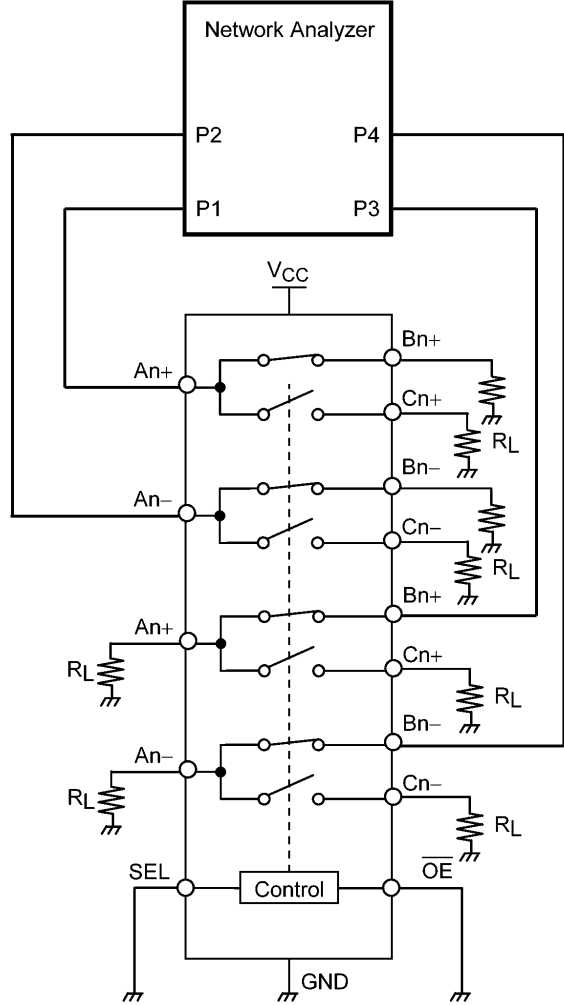 Network Analyzer
P2 P4
P1 P3
VCC
An+ Bn+
Cn+
RL
An− Bn−
Cn−
RL
An+ Bn+
RL Cn+
RL
An− Bn−
RL Cn−
RL
SEL Control OE
GND